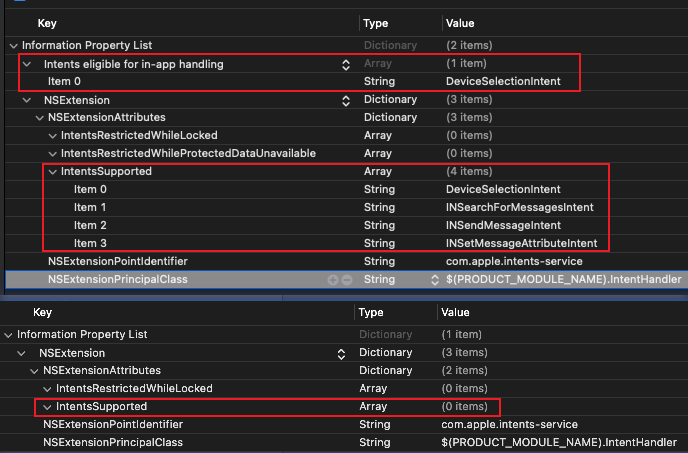 Key Type Value
Information Property List Dictionary (2 items)
Intents eligible for in-app handling Array (1 item)
Item 0 String DeviceSelectionIntent
NSExtension Dictionary (3 items)
NSExtensionAttributes Dictionary (3 items)
IntentsRestrictedWhileLocked Array (0 items)
IntentsRestrictedWhileProtectedDataUnavailable Array (0 items)
IntentsSupported Array (4 items)
Item 0 String DeviceSelectionIntent
Item 1 String INSearchForMessagesIntent
Item 2 String INSendMessageIntent
Item 3 String INSetMessageAttributeIntent
NSExtensionPointIdentifier String com.apple.intents-service
NSExtensionPrincipalClass String $(PRODUCT_MODULE_NAME).IntentHandler
Key Type Value
Information Property List Dictionary (1 item)
NSExtension Dictionary (3 items)
NSExtensionAttributes Dictionary (2 items)
IntentsRestrictedWhileLocked Array (0 items)
IntentsSupported Array (0 items)
NSExtensionPointIdentifier String com.apple.intents-service
NSExtensionPrincipalClass String $(PRODUCT_MODULE_NAME).IntentHandler